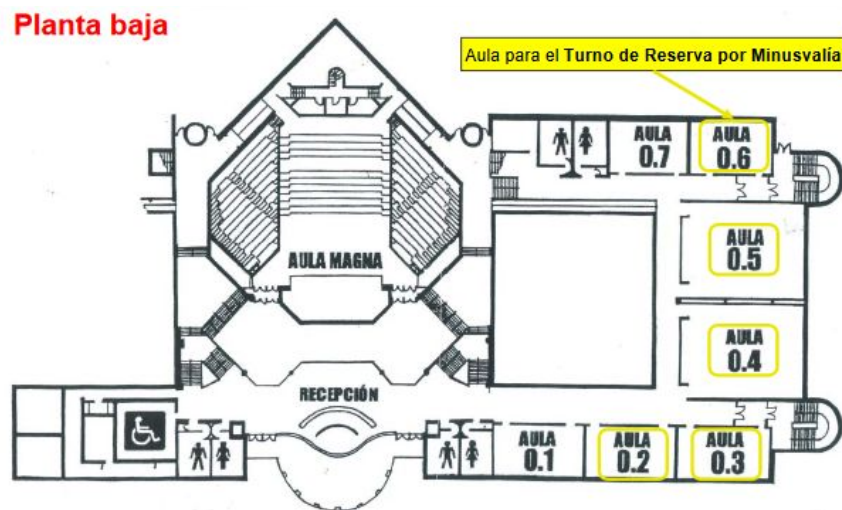 Planta baja
Aula para el Turno de Reserva por Minusvalía
AULA
0.7
AULA
0.6
AULA
0.5
AULA MAGNA
AULA
0.4
RECEPCIÓN
AULA
0.1
AULA
0.2
AULA
0.3